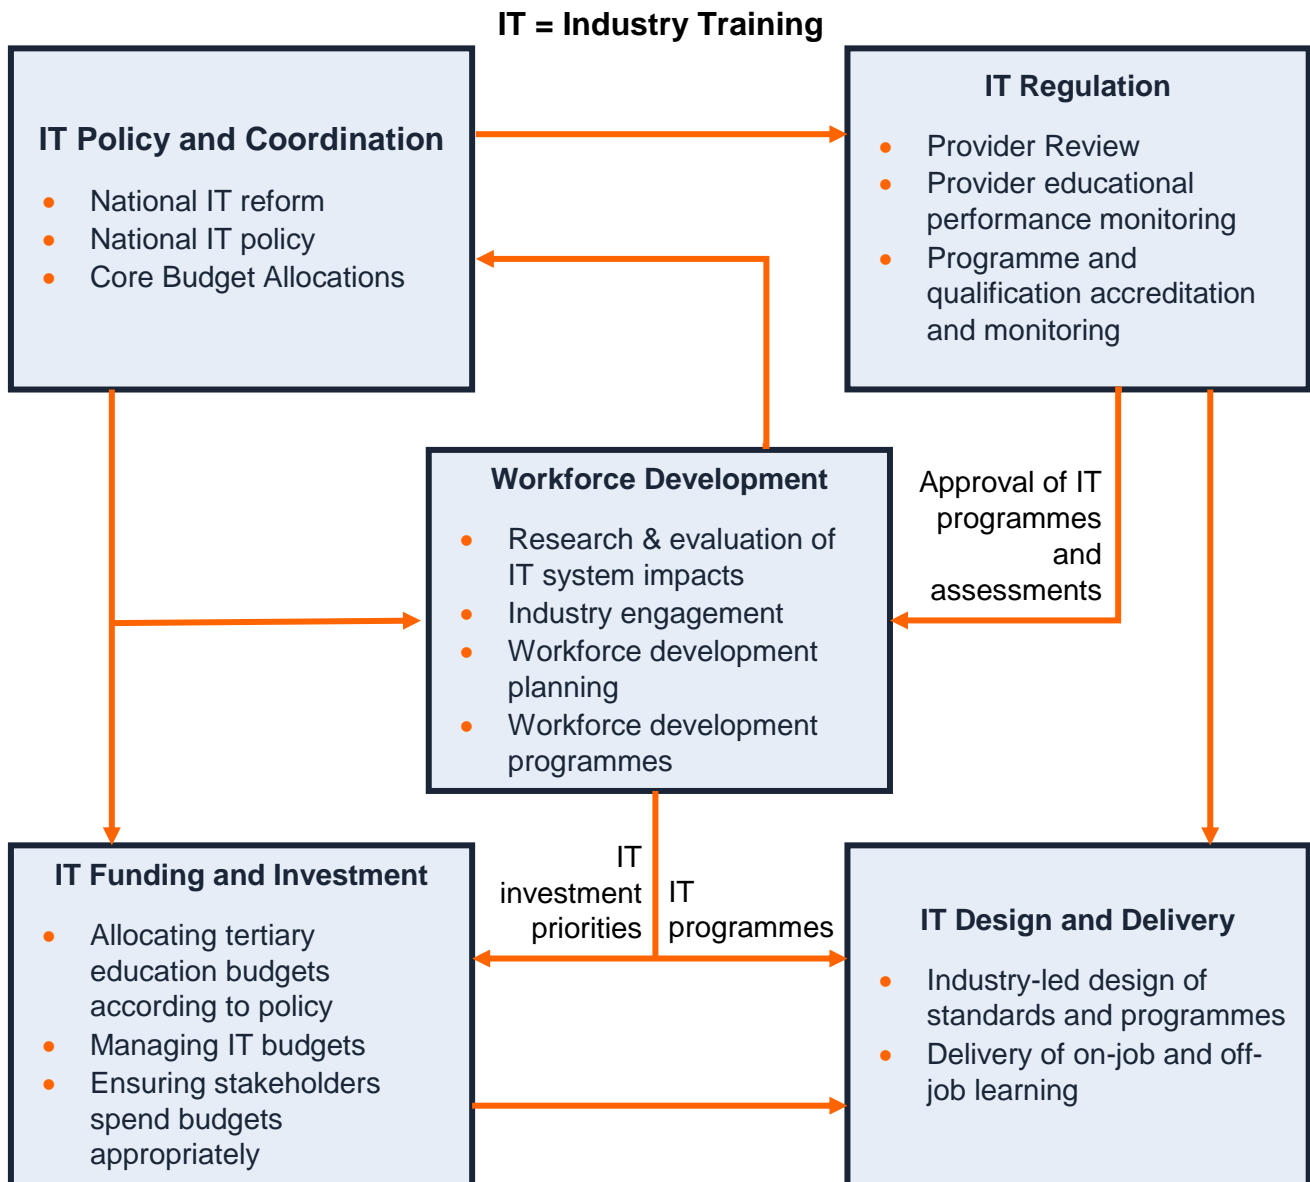 IT = Industry Training
IT Policy and Coordination
• National IT reform
• National IT policy
• Core Budget Allocations
IT Regulation
• Provider Review
• Provider educational
performance monitoring
• Programme and
qualification accreditation
and monitoring
Workforce Development
• Research & evaluation of
IT system impacts
• Industry engagement
• Workforce development
planning
• Workforce development
programmes
Approval of IT
programmes
and
assessments
IT
investment
priorities
IT
programmes
IT Funding and Investment
• Allocating tertiary
education budgets
according to policy
• Managing IT budgets
• Ensuring stakeholders
spend budgets
appropriately
IT Design and Delivery
• Industry-led design of
standards and programmes
• Delivery of on-job and off-
job learning